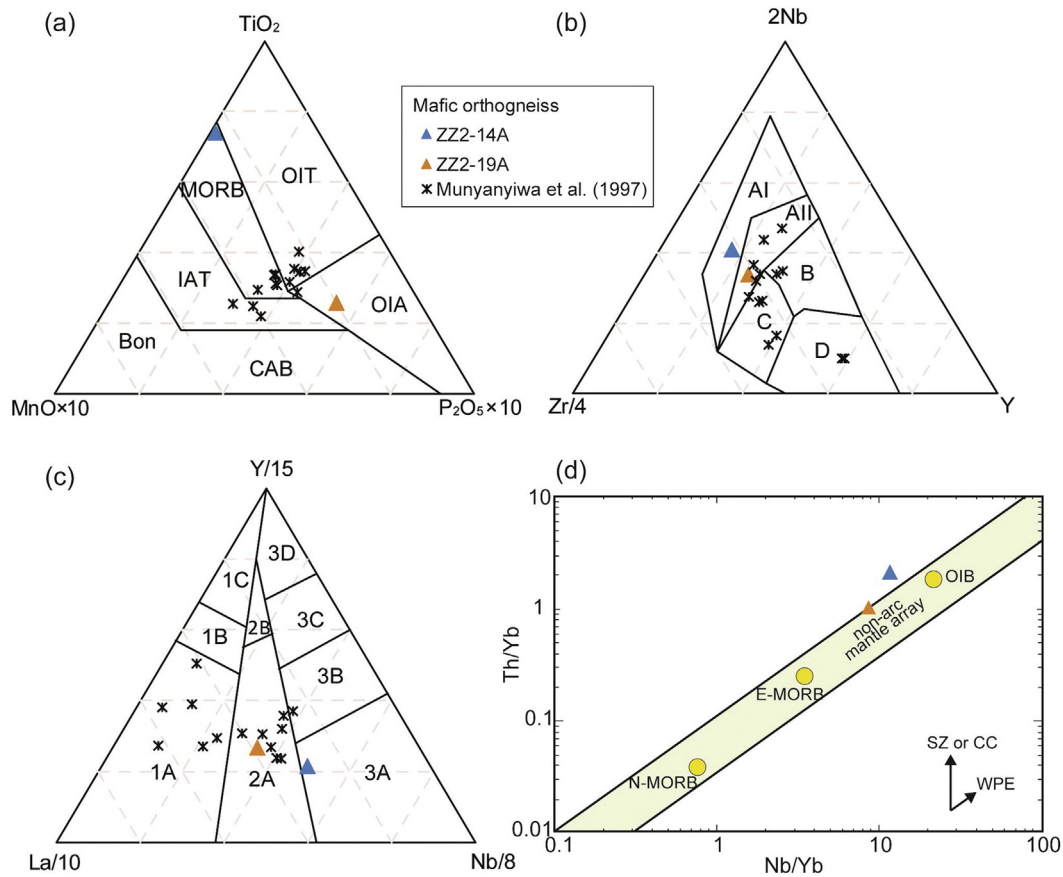 (a)
TiO₂
MORB
OIT
IAT
OIA
Bon
CAB
MnO×10
P₂O₅×10
Mafic orthogneiss
ZZ2-14A
ZZ2-19A
Munyanyiwa et al. (1997)
(b)
2Nb
AI
AII
B
C
D
Zr/4
Y
(c)
Y/15
3D
1C
3C
2B
1B
3B
1A
2A
3A
La/10
Nb/8
(d)
10
1
0.1
0.01
Th/Yb
OIB
non-arc
mantle array
E-MORB
N-MORB
SZ or CC
WPE
0.1
1
10
100
Nb/Yb